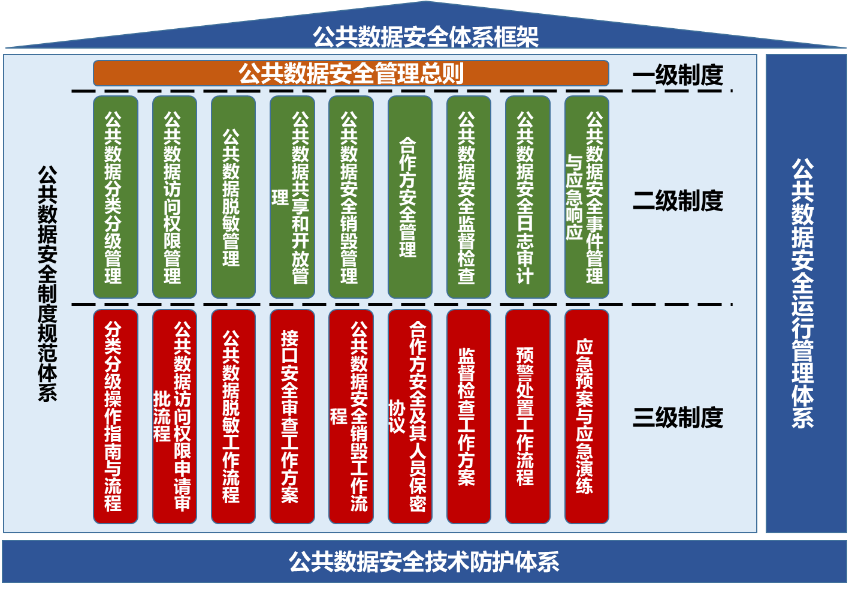 公共数据安全体系框架
公共数据安全管理总则
一级制度
公共数据安全制度规范体系
公共数据分类分级管理
公共数据访问权限管理
公共数据脱敏管理
公共数据共享和开放管
理
公共数据安全销毁管理
合作方安全管理
公共数据安全监督检查
公共数据安全日志审计
公共数据安全事件管理
与应急响应
二级制度
分类分级操作指南与流程
公共数据访问权限申请审
批流程
公共数据脱敏工作流程
接口安全审查工作方案
公共数据安全销毁工作流
程
合作方安全及其人员保密
协议
监督检查工作方案
预警处置工作流程
应急预案与应急演练
三级制度
公共数据安全运行管理体系
公共数据安全技术防护体系